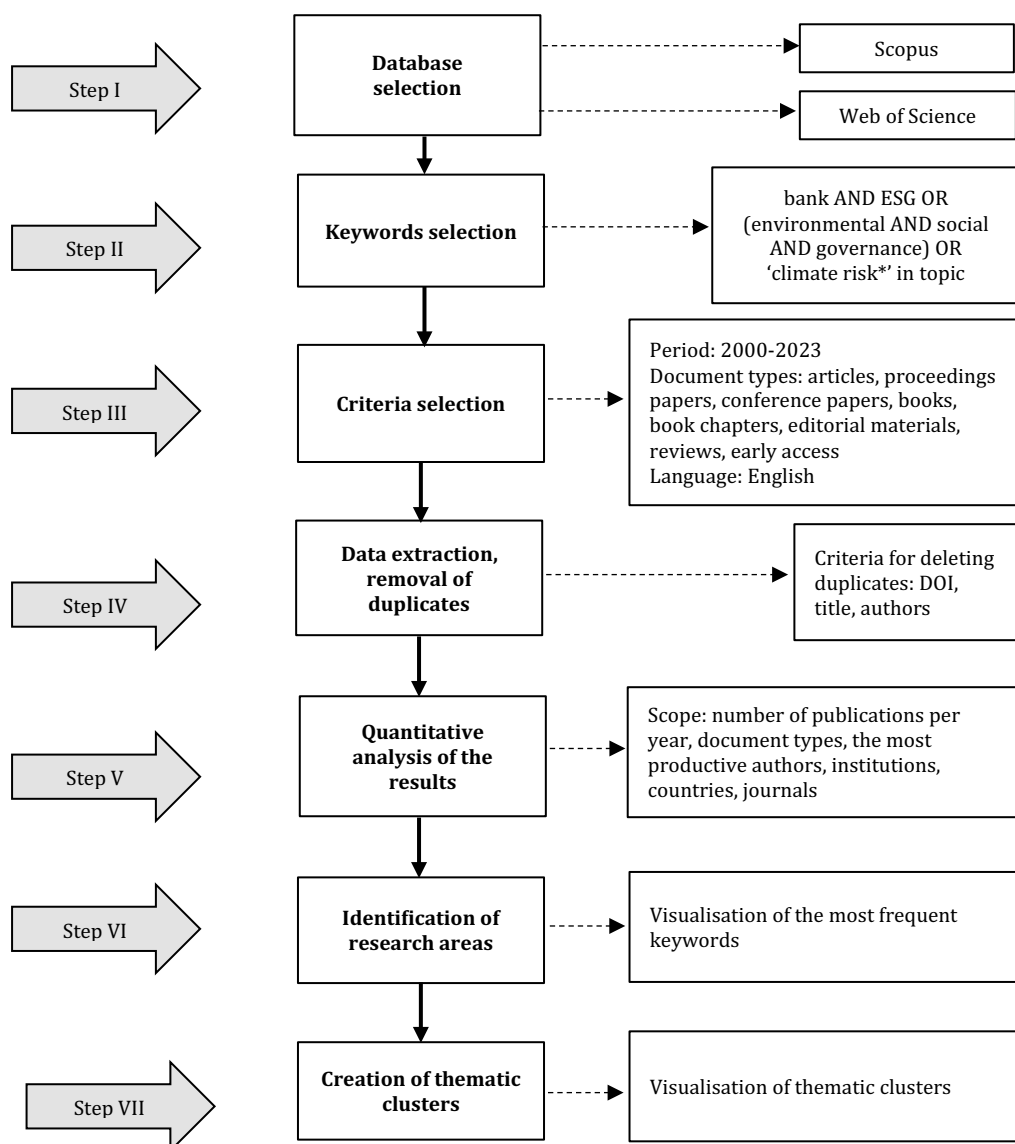 Step I
Database
selection
Scopus
Web of Science
Step II
Keywords selection
bank AND ESG OR
(environmental AND social
AND governance) OR
‘climate risk*’ in topic
Step III
Criteria selection
Period: 2000-2023
Document types: articles, proceedings
papers, conference papers, books,
book chapters, editorial materials,
reviews, early access
Language: English
Step IV
Data extraction,
removal of
duplicates
Criteria for deleting
duplicates: DOI,
title, authors
Step V
Quantitative
analysis of the
results
Scope: number of publications per
year, document types, the most
productive authors, institutions,
countries, journals
Step VI
Identification of
research areas
Visualisation of the most frequent
keywords
Step VII
Creation of thematic
clusters
Visualisation of thematic clusters